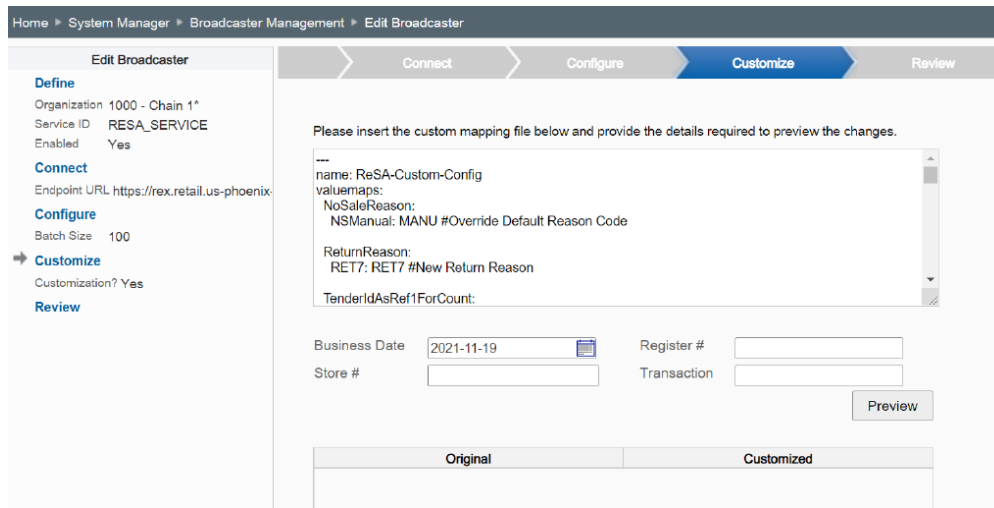 Home ▸ System Manager ▸ Broadcaster Management ▸ Edit Broadcaster
Edit Broadcaster
Define
Organization 1000 - Chain 1*
Service ID RESA_SERVICE
Enabled Yes
Connect
Endpoint URL https://rex.retail.us-phoenix-
Configure
Batch Size 100
Customize
Customization? Yes
Review
Connect Configure Customize Review
Please insert the custom mapping file below and provide the details required to preview the changes.
---
name: ReSA-Custom-Config
valuemaps:
NoSaleReason:
NSManual: MANU #Override Default Reason Code
ReturnReason:
RET7: RET7 #New Return Reason
TenderIdAsRef1ForCount:
Business Date 2021-11-19 Register #
Store # Transaction
Preview
Original Customized